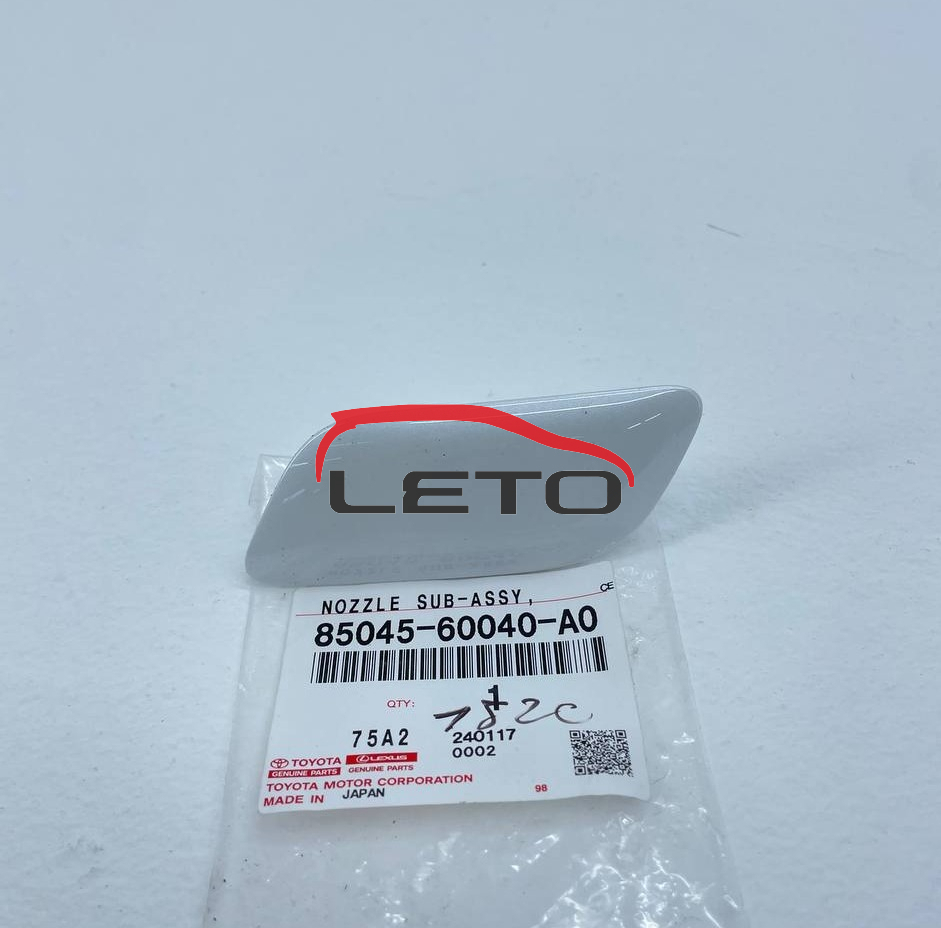 LETO
NOZZLE SUB-ASSY,
CE
85045-60040-A0
QTY: 1
75A2
240117
0002
TOYOTA
GENUINE PARTS
LEXUS
GENUINE PARTS
TOYOTA MOTOR CORPORATION
MADE IN JAPAN
98